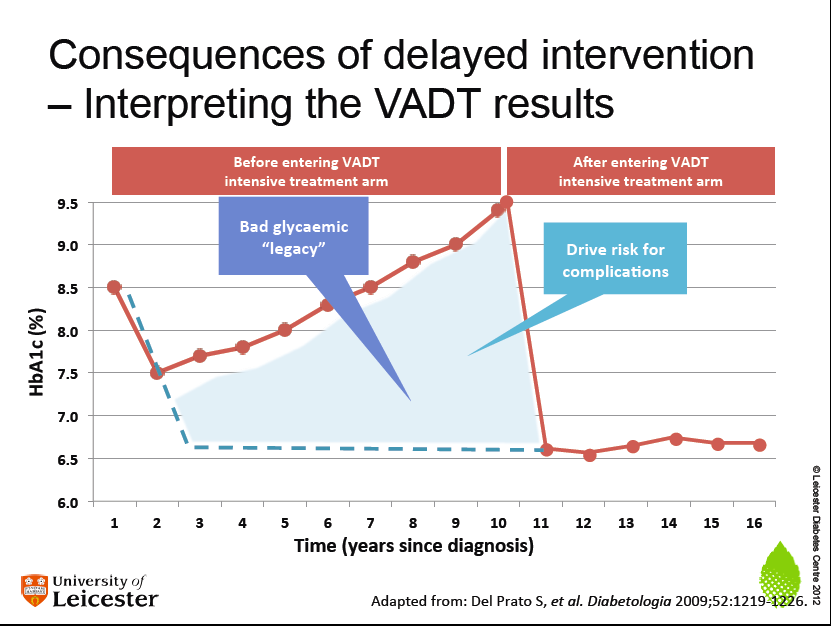 Consequences of delayed intervention
– Interpreting the VADT results
Before entering VADT
intensive treatment arm
After entering VADT
intensive treatment arm
Bad glycaemic
“legacy”
Drive risk for
complications
HbA1c (%)
9.5
9.0
8.5
8.0
7.5
7.0
6.5
6.0
1 2 3 4 5 6 7 8 9 10 11 12 13 14 15 16
Time (years since diagnosis)
© Leicester Diabetes Centre 2012
University of
Leicester
Adapted from: Del Prato S, et al. Diabetologia 2009;52:1219-1226.